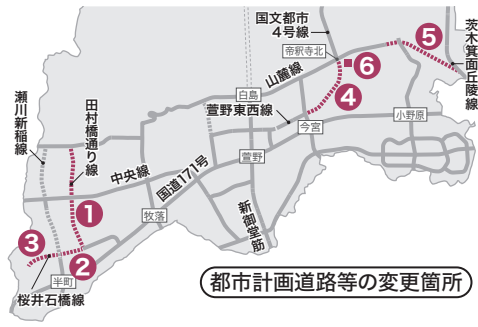 国文都市
4号線
帝釈寺北
茨木箕面丘陵線
5
6
山麓線
白島
4
萱野東西線
今宮
小野原
瀬川新稲線
田村橋通り線
中央線
国道171号
萱野
1
牧落
新御堂筋
3
2
半町
桜井石橋線
都市計画道路等の変更箇所